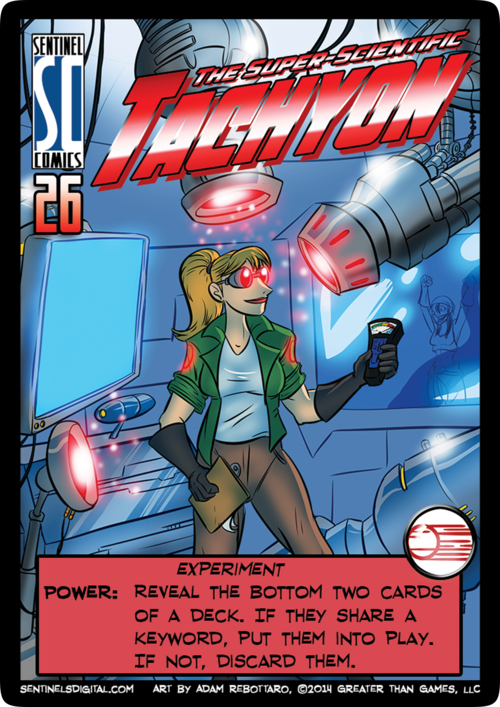 SENTINEL
SC
COMICS
26
THE SUPER-SCIENTIFIC
TACHYON
EXPERIMENT
POWER: REVEAL THE BOTTOM TWO CARDS
OF A DECK. IF THEY SHARE A
KEYWORD, PUT THEM INTO PLAY.
IF NOT, DISCARD THEM.
SENTINELSDIGITAL.COM ART BY ADAM REBOTTARO, ©2014 GREATER THAN GAMES, LLC